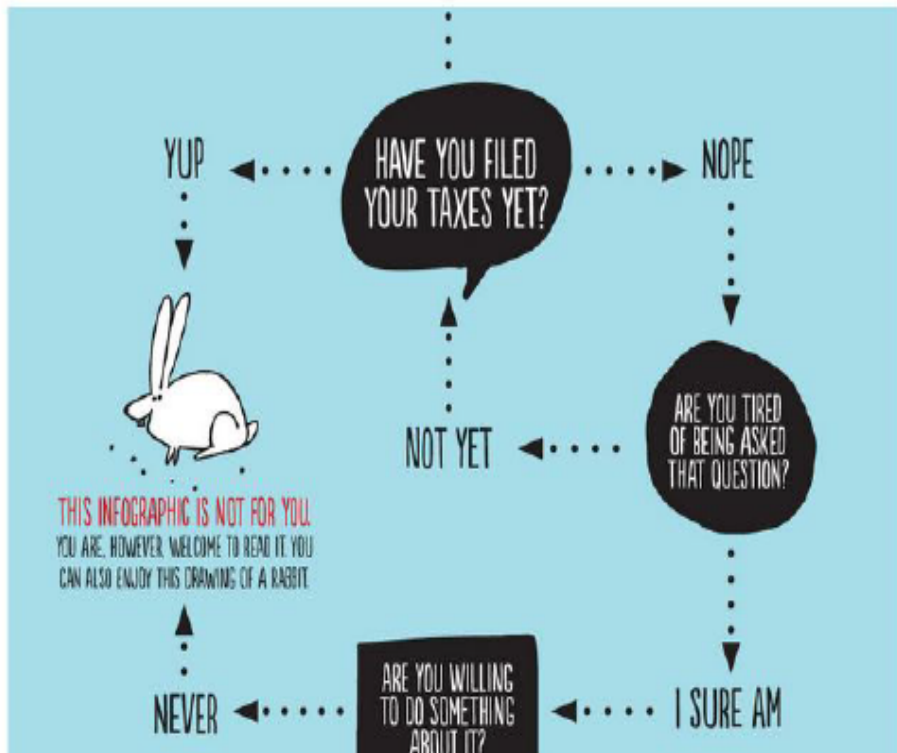 HAVE YOU FILED
YOUR TAXES YET?
YUP
NOPE
ARE YOU TIRED
OF BEING ASKED
THAT QUESTION?
NOT YET
THIS INFOGRAPHIC IS NOT FOR YOU.
YOU ARE, HOWEVER, WELCOME TO READ IT. YOU
CAN ALSO ENJOY THIS DRAWING OF A RABBIT.
I SURE AM
ARE YOU WILLING
TO DO SOMETHING
ABOUT IT?
NEVER